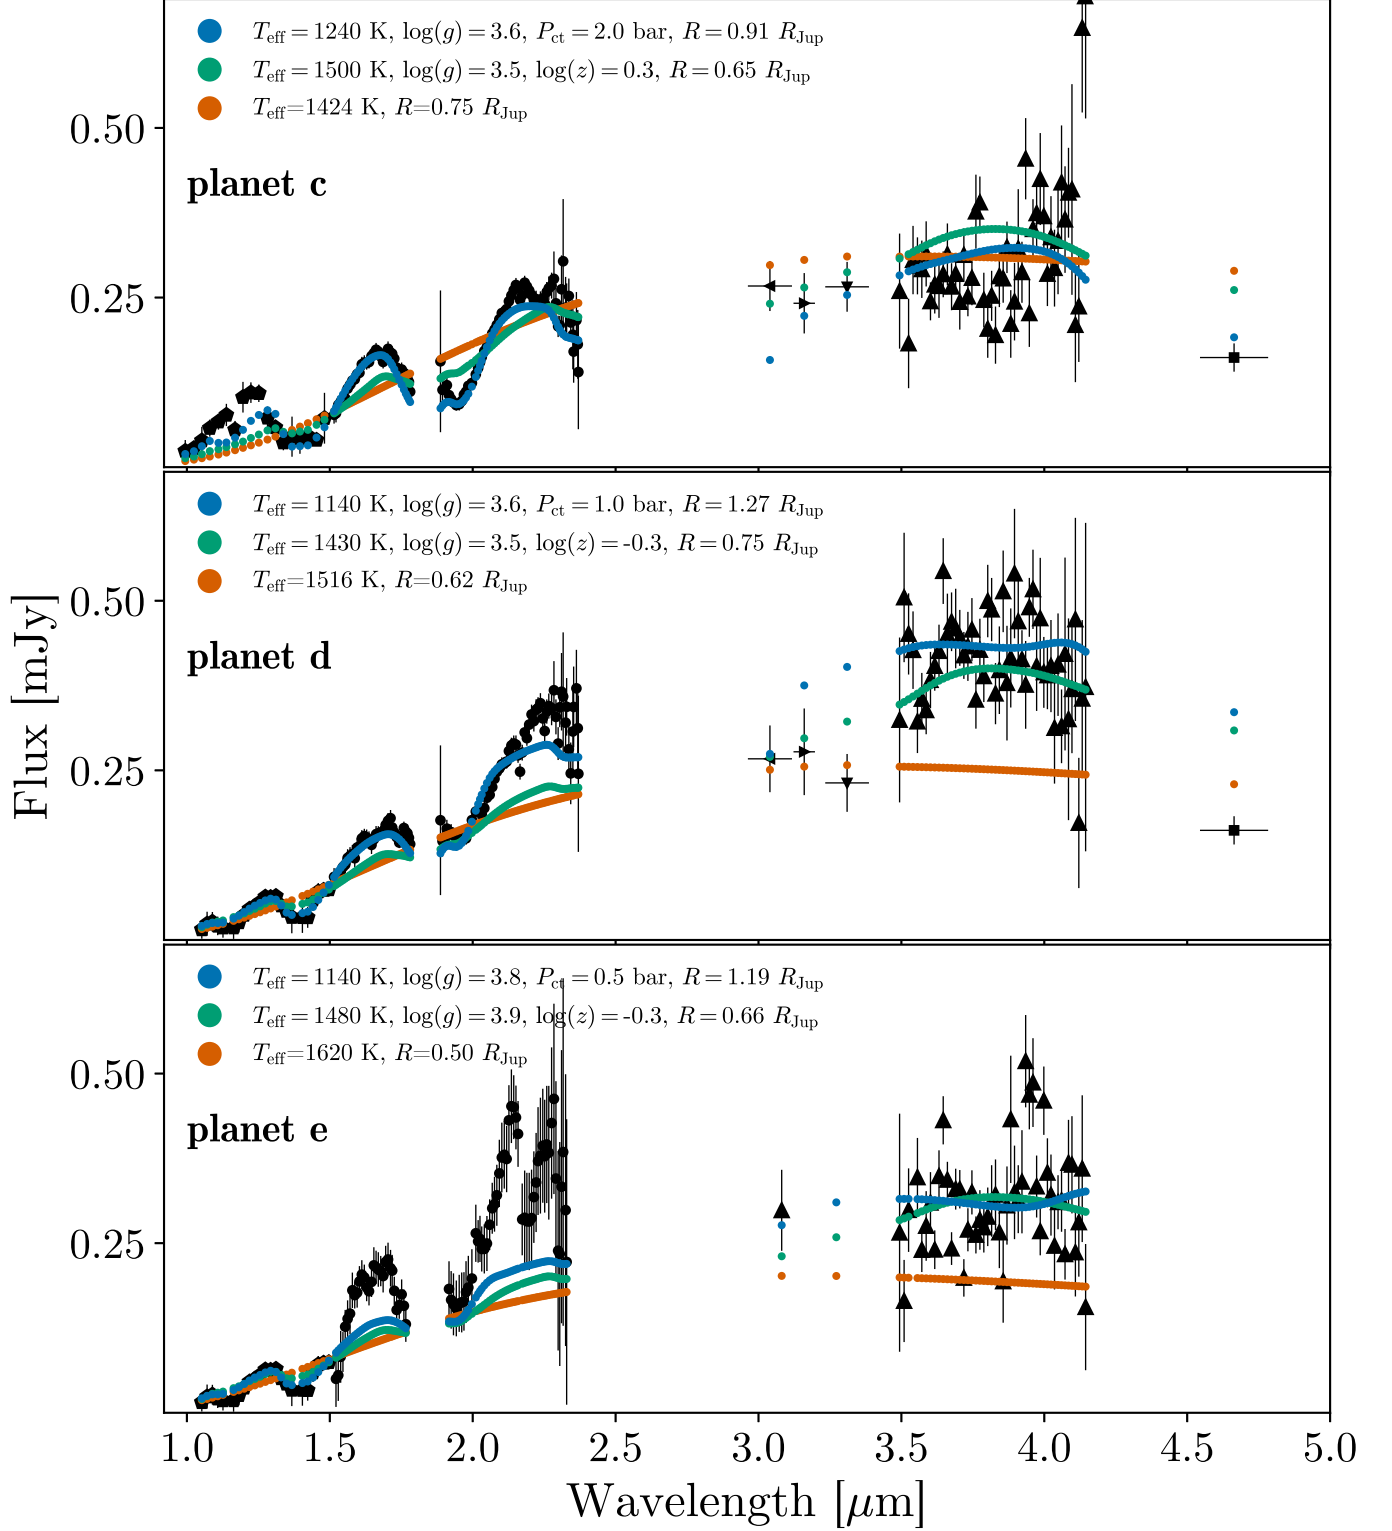 T_eff = 1240 K, log(g) = 3.6, P_ct = 2.0 bar, R = 0.91 R_Jup
T_eff = 1500 K, log(g) = 3.5, log(z) = 0.3, R = 0.65 R_Jup
T_eff=1424 K, R=0.75 R_Jup
0.50
planet c
0.25
T_eff = 1140 K, log(g) = 3.6, P_ct = 1.0 bar, R = 1.27 R_Jup
T_eff = 1430 K, log(g) = 3.5, log(z) = -0.3, R = 0.75 R_Jup
T_eff=1516 K, R=0.62 R_Jup
0.50
planet d
0.25
Flux [mJy]
T_eff = 1140 K, log(g) = 3.8, P_ct = 0.5 bar, R = 1.19 R_Jup
T_eff = 1480 K, log(g) = 3.9, log(z) = -0.3, R = 0.66 R_Jup
T_eff=1620 K, R=0.50 R_Jup
0.50
planet e
0.25
1.0 1.5 2.0 2.5 3.0 3.5 4.0 4.5 5.0
Wavelength [μm]